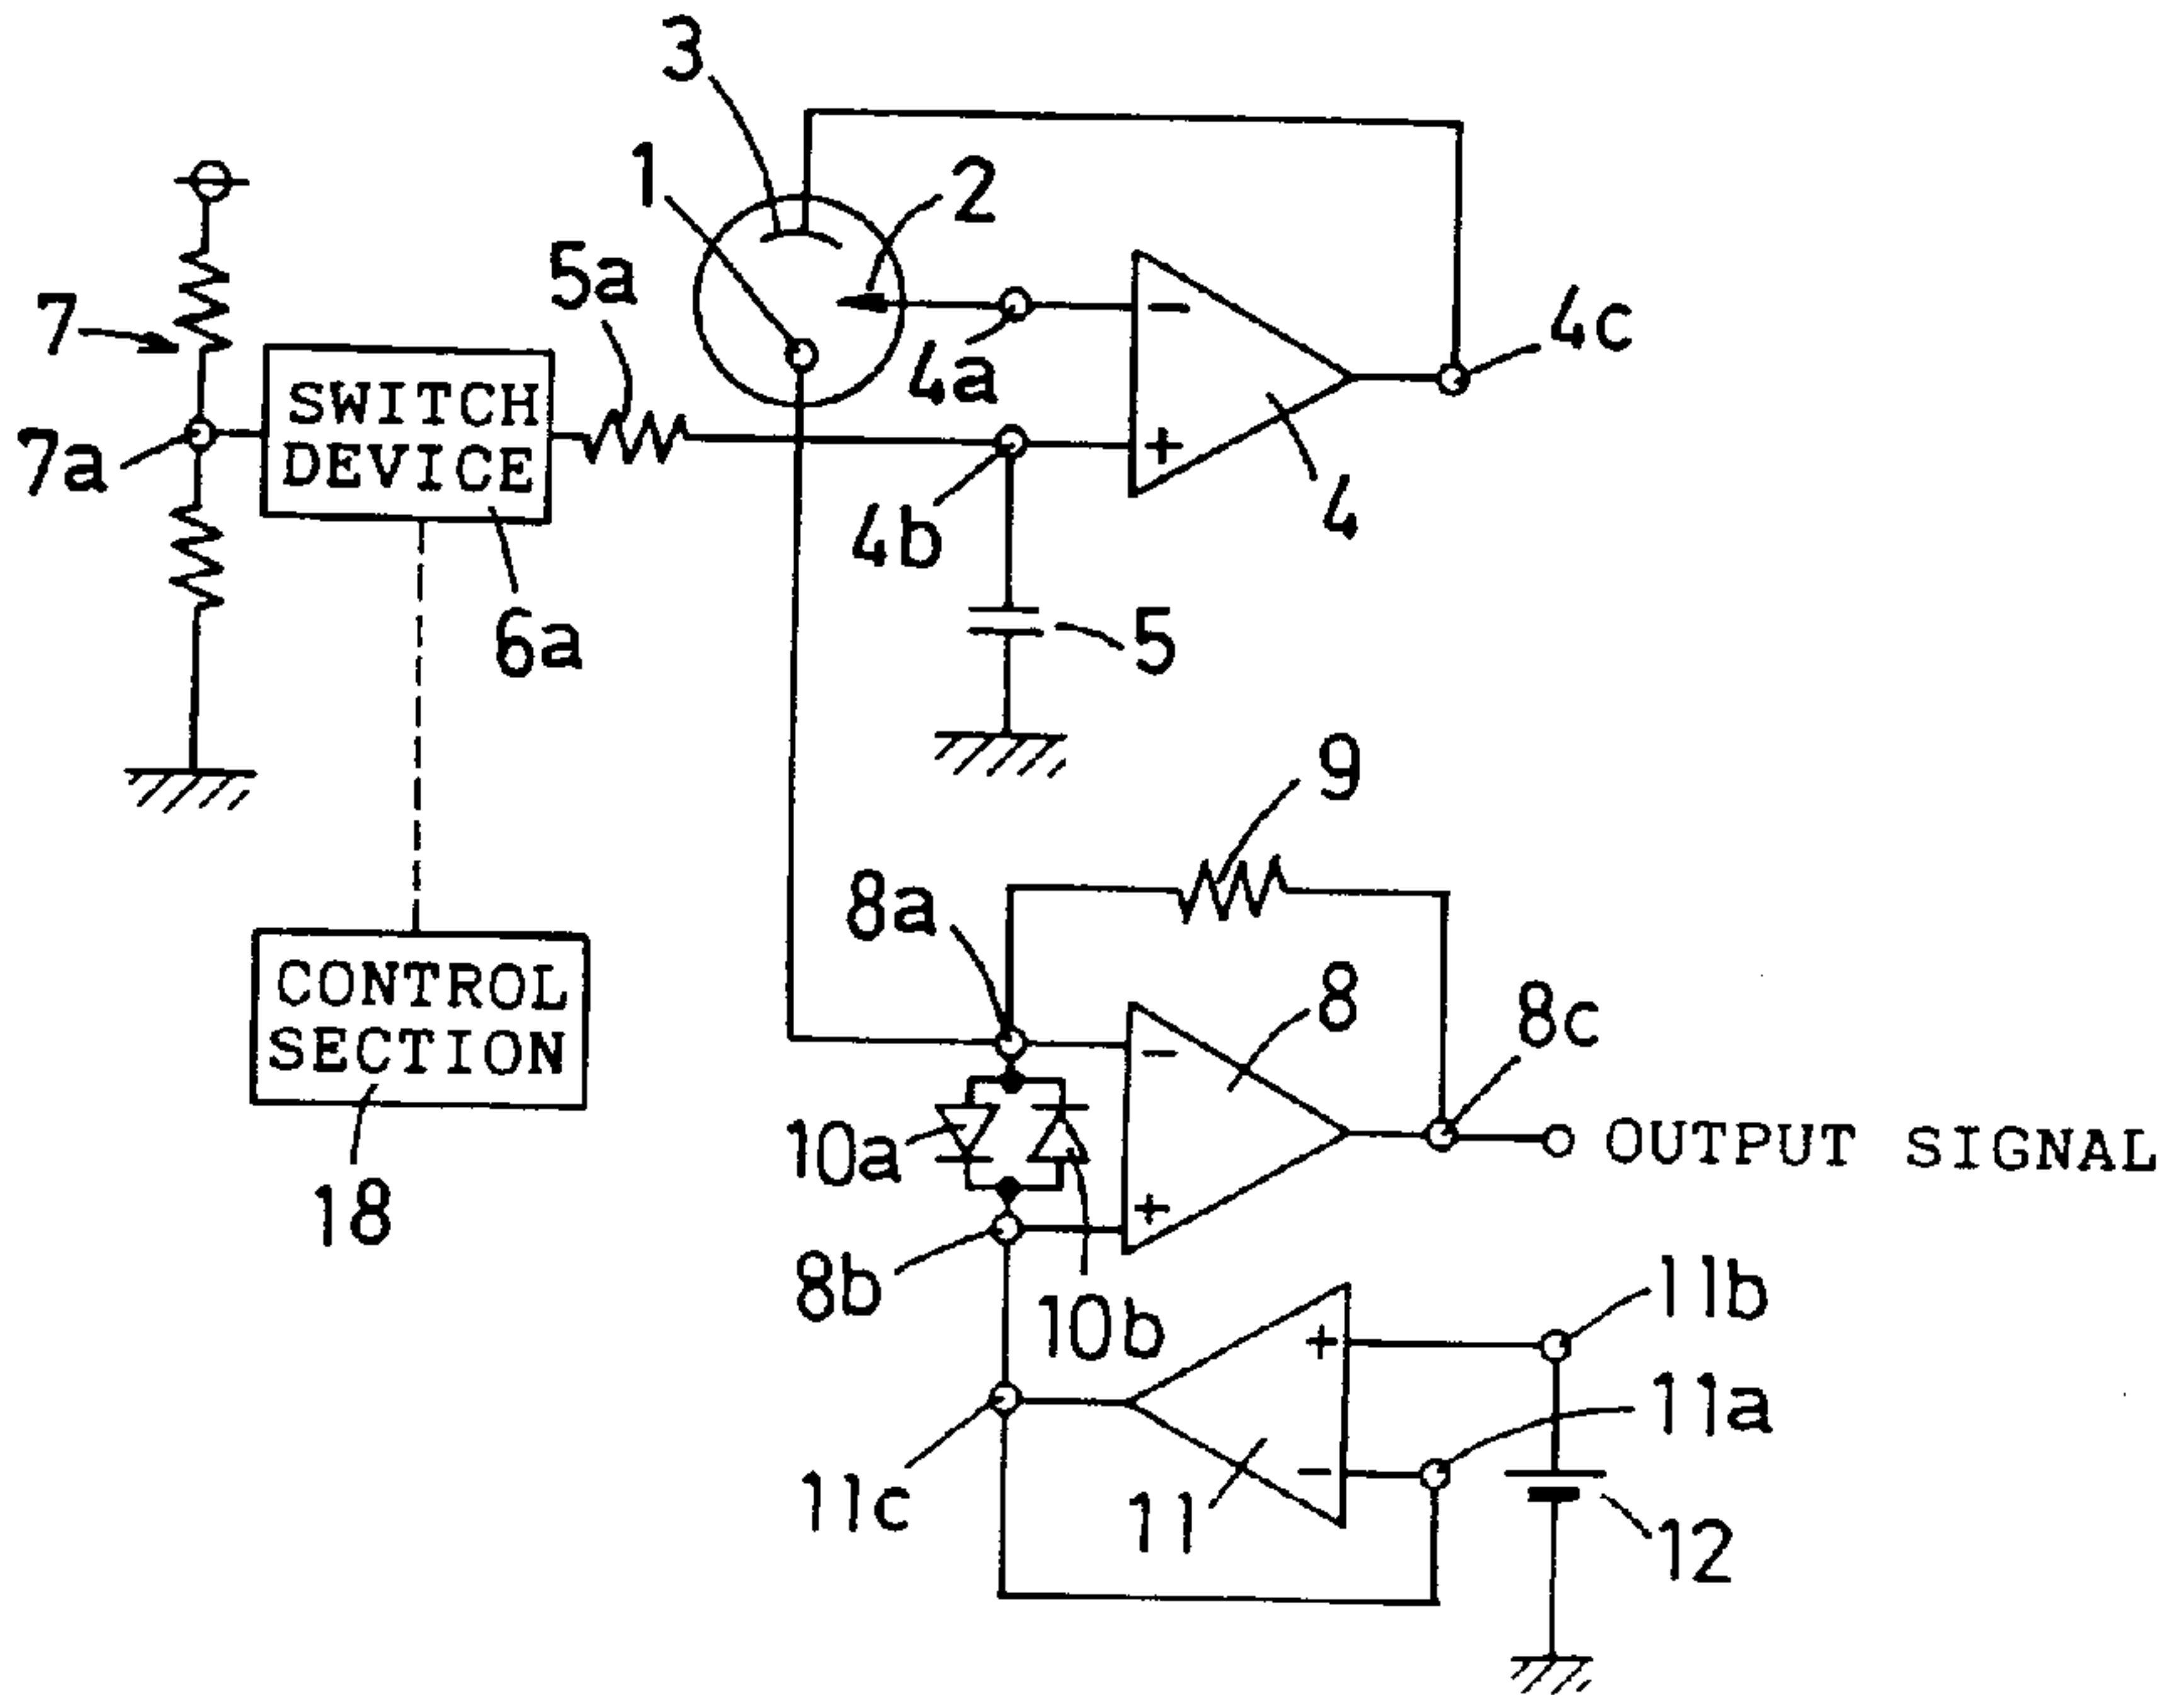 3
1
2
5a
7
4a
4c
SWITCH
DEVICE
7a
−
+
4b
4
6a
5
9
8a
CONTROL
SECTION
8
8c
−
10a
OUTPUT SIGNAL
18
+
8b
10b
11b
+
11a
11c
11
−
12